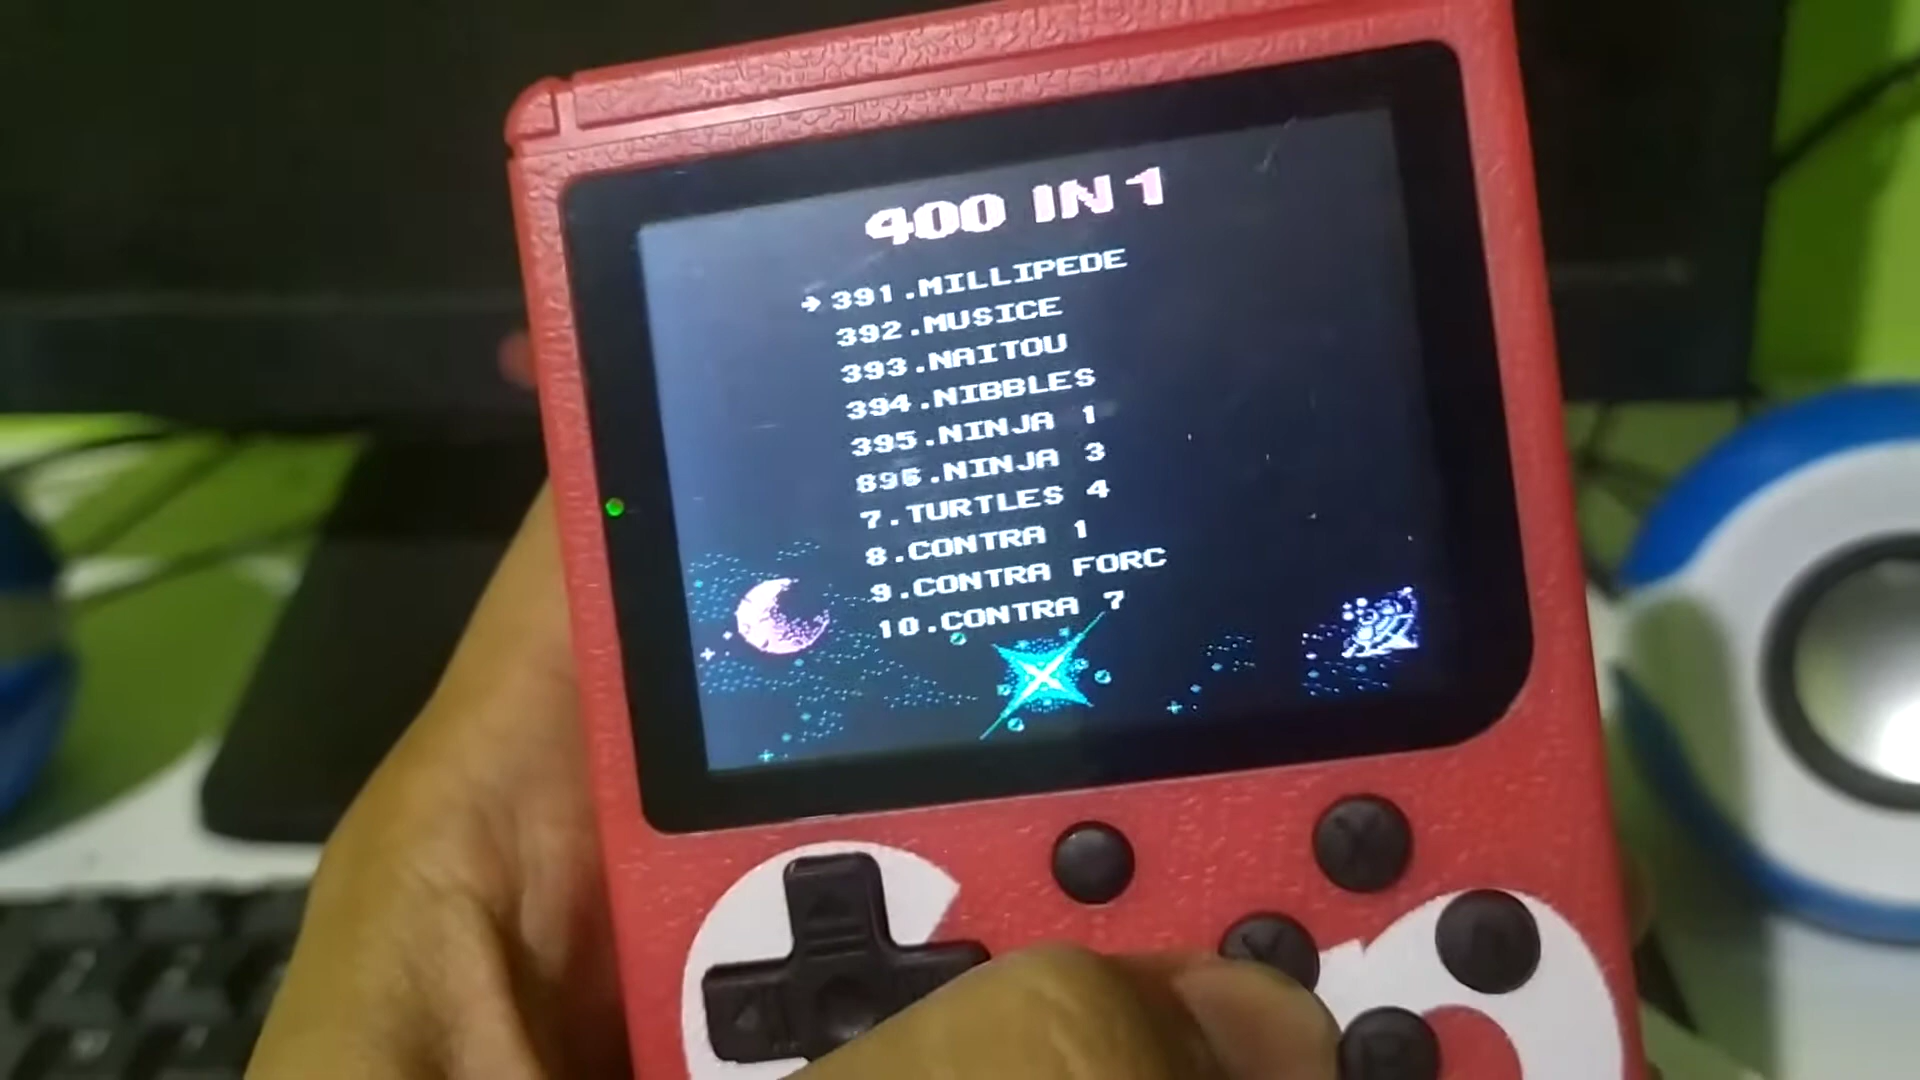 400 IN 1
391.MILLIPEDE
392.MUSICE
393.NAITOU
394.NIBBLES
395.NINJA 1
896.NINJA 3
7.TURTLES 4
8.CONTRA 1
9.CONTRA FORC
10.CONTRA 7